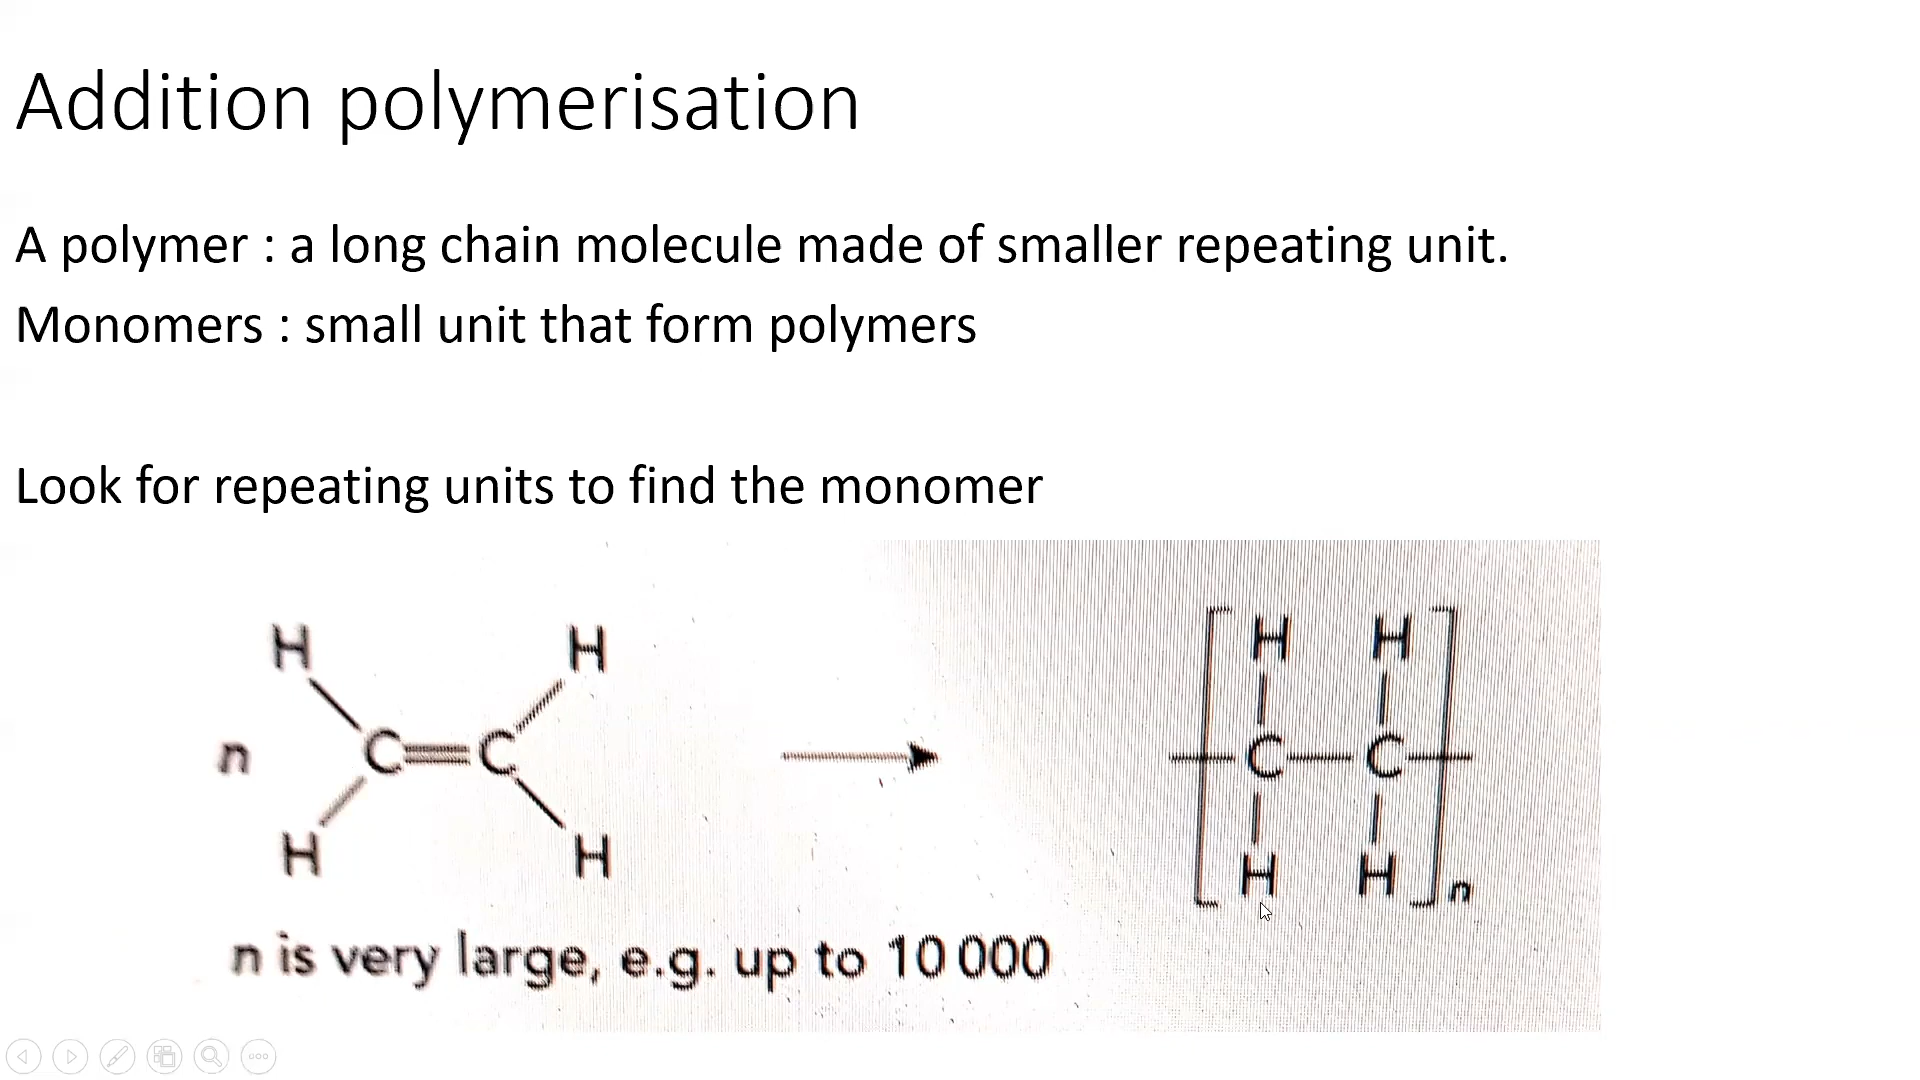 Addition polymerisation
A polymer : a long chain molecule made of smaller repeating unit.
Monomers : small unit that form polymers
Look for repeating units to find the monomer
H H H H
n C=C C C
H H H H n
n is very large, e.g. up to 10 000